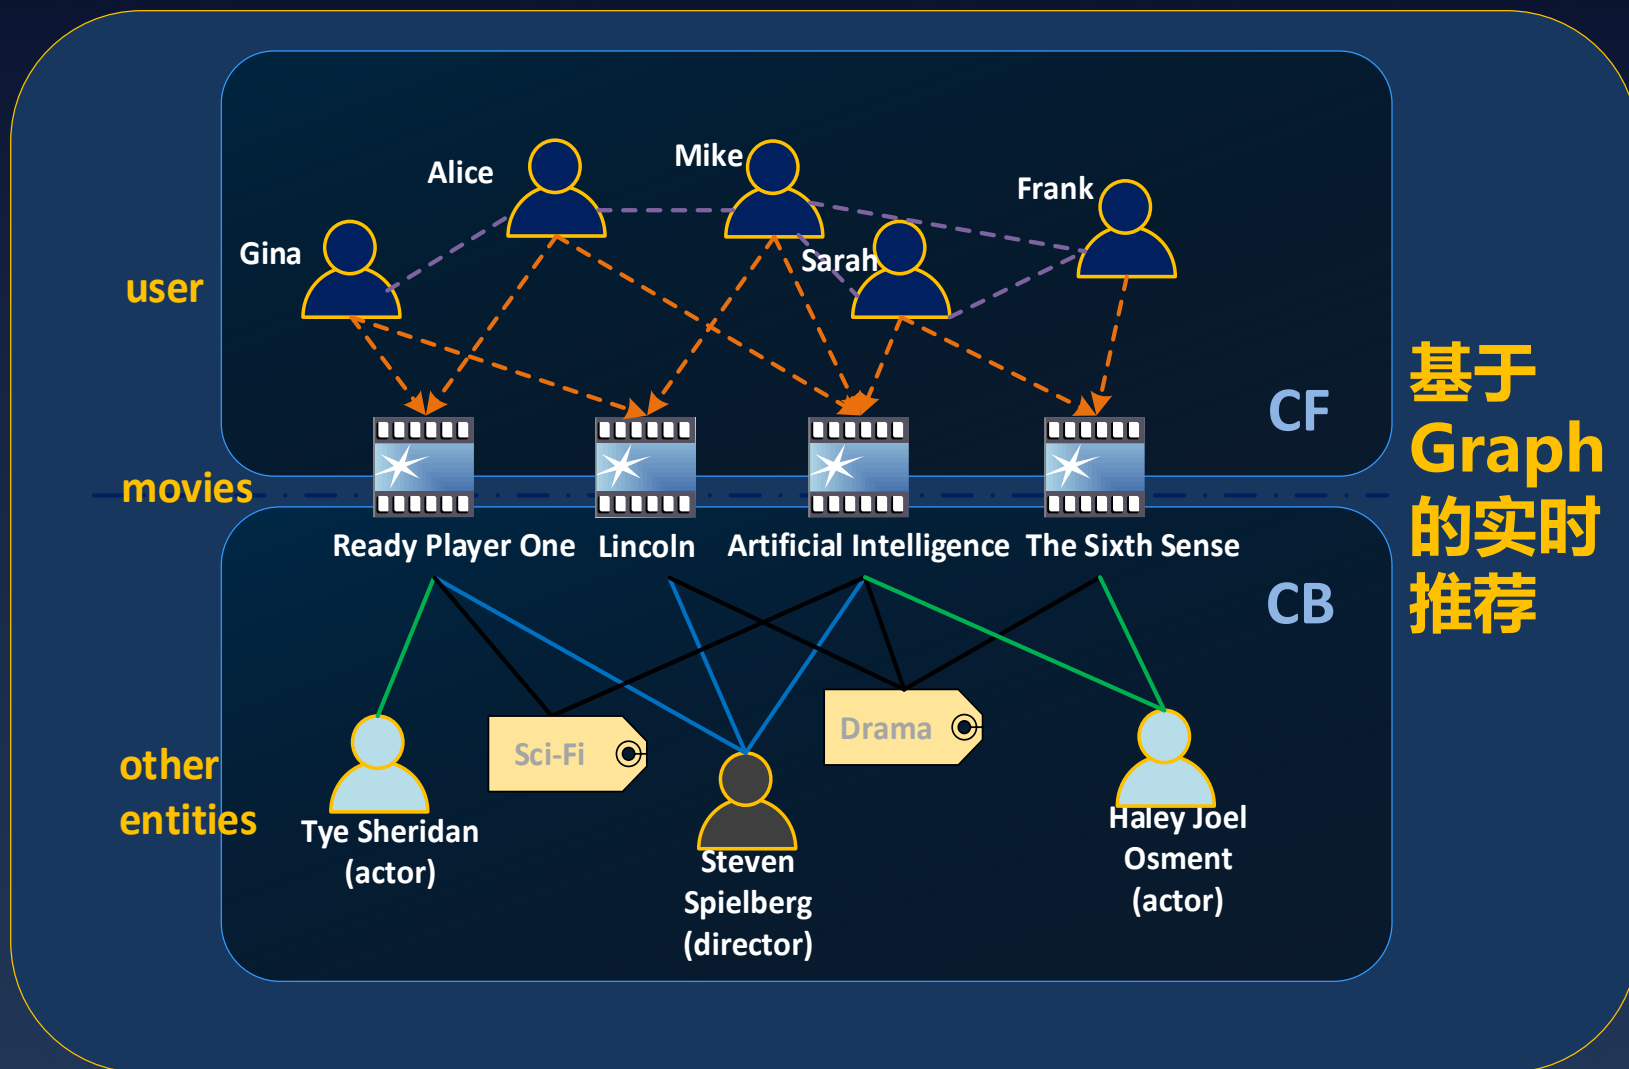 Alice
Mike
Frank
Gina
Sarah
user
CF
movies
Ready Player One
Lincoln
Artificial Intelligence
The Sixth Sense
CB
Sci-Fi
Drama
other
entities
Tye Sheridan
(actor)
Steven
Spielberg
(director)
Haley Joel
Osment
(actor)
基于
Graph
的实时
推荐